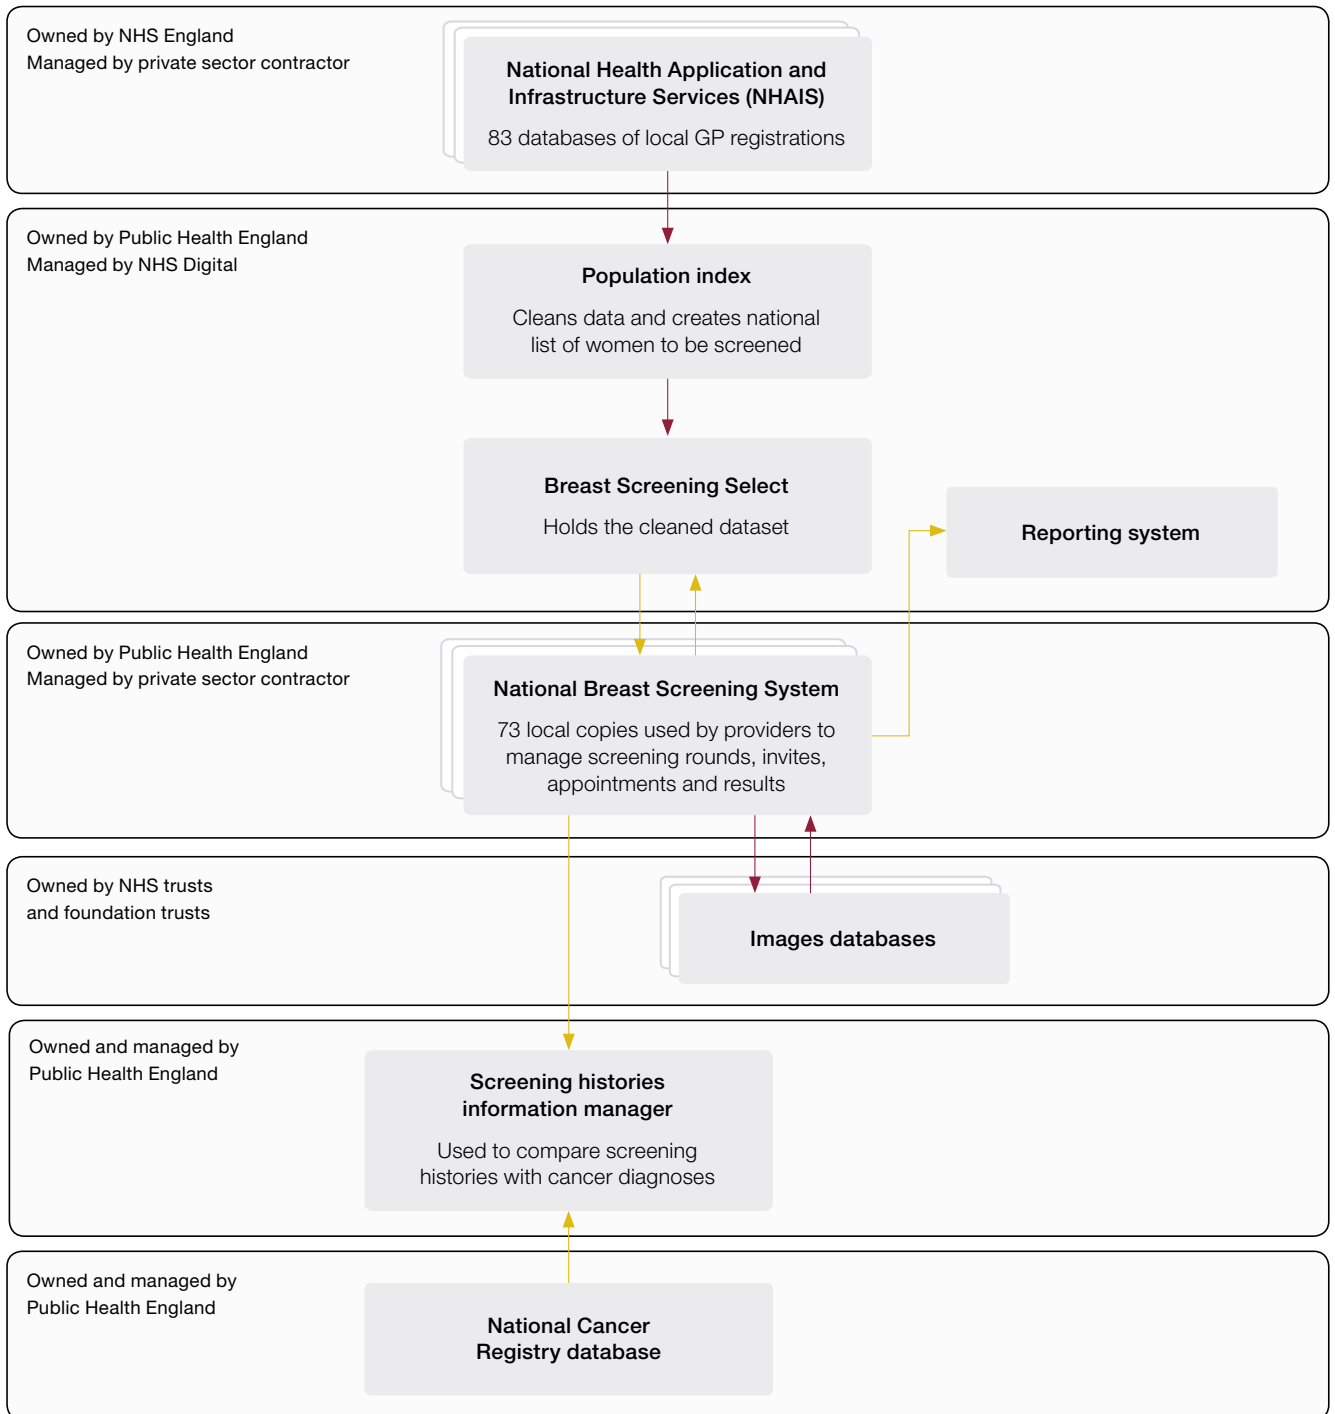 Owned by NHS England
Managed by private sector contractor
National Health Application and
Infrastructure Services (NHAIS)
83 databases of local GP registrations
Owned by Public Health England
Managed by NHS Digital
Population index
Cleans data and creates national
list of women to be screened
Breast Screening Select
Holds the cleaned dataset
Reporting system
Owned by Public Health England
Managed by private sector contractor
National Breast Screening System
73 local copies used by providers to
manage screening rounds, invites,
appointments and results
Owned by NHS trusts
and foundation trusts
Images databases
Owned and managed by
Public Health England
Screening histories
information manager
Used to compare screening
histories with cancer diagnoses
Owned and managed by
Public Health England
National Cancer
Registry database